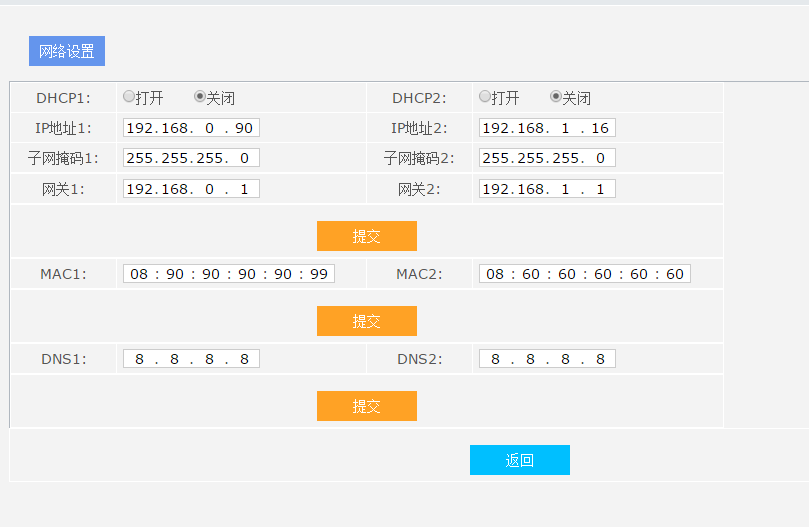 网络设置
DHCP1: 打开 关闭 DHCP2: 打开 关闭
IP地址1: 192.168. 0 . 90 IP地址2: 192.168. 1 . 16
子网掩码1: 255.255.255. 0 子网掩码2: 255.255.255. 0
网关1: 192.168. 0 . 1 网关2: 192.168. 1 . 1
提交
MAC1: 08 : 90 : 90 : 90 : 90 : 99 MAC2: 08 : 60 : 60 : 60 : 60 : 60
提交
DNS1: 8 . 8 . 8 . 8 DNS2: 8 . 8 . 8 . 8
提交
返回